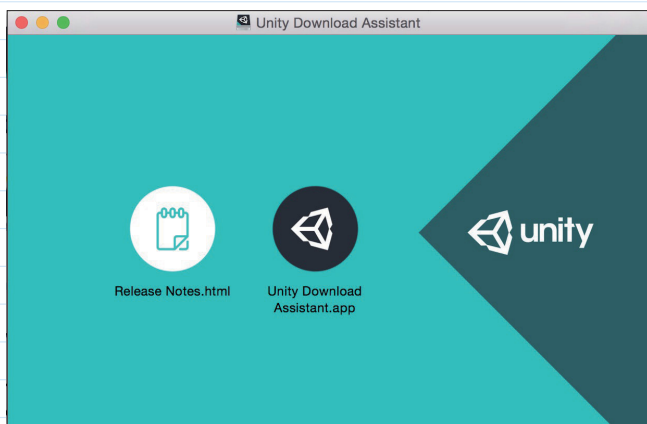 Unity Download Assistant
unity
Release Notes.html
Unity Download
Assistant.app